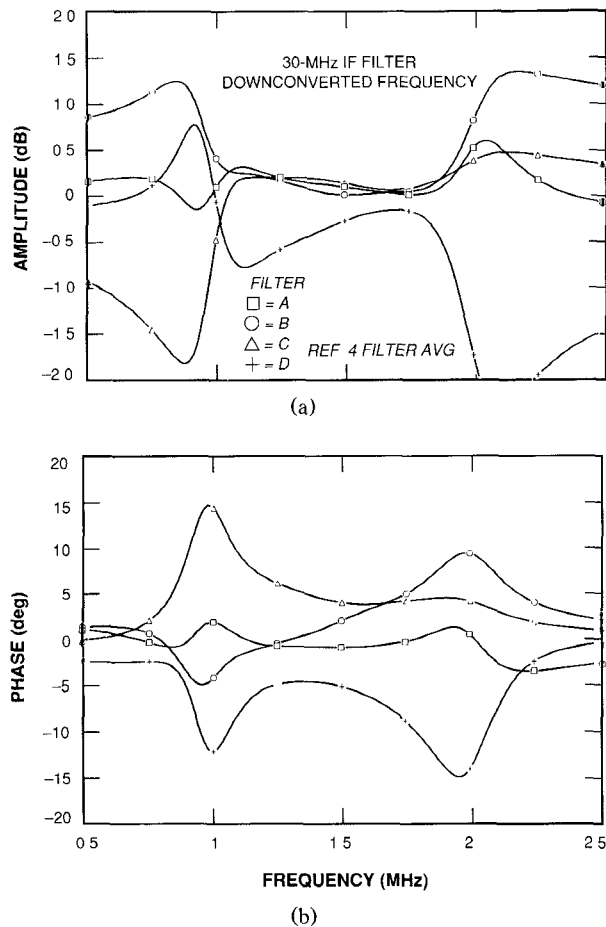 2 0
1 5
1 0
0 5
0
-0 5
-1 0
-1 5
-2 0
AMPLITUDE (dB)
30-MHz IF FILTER
DOWNCONVERTED FREQUENCY
FILTER
= A
= B
= C
= D
REF 4 FILTER AVG
(a)
20
15
10
5
0
-5
-10
-15
-20
PHASE (deg)
0 5
1
1 5
2
2 5
FREQUENCY (MHz)
(b)